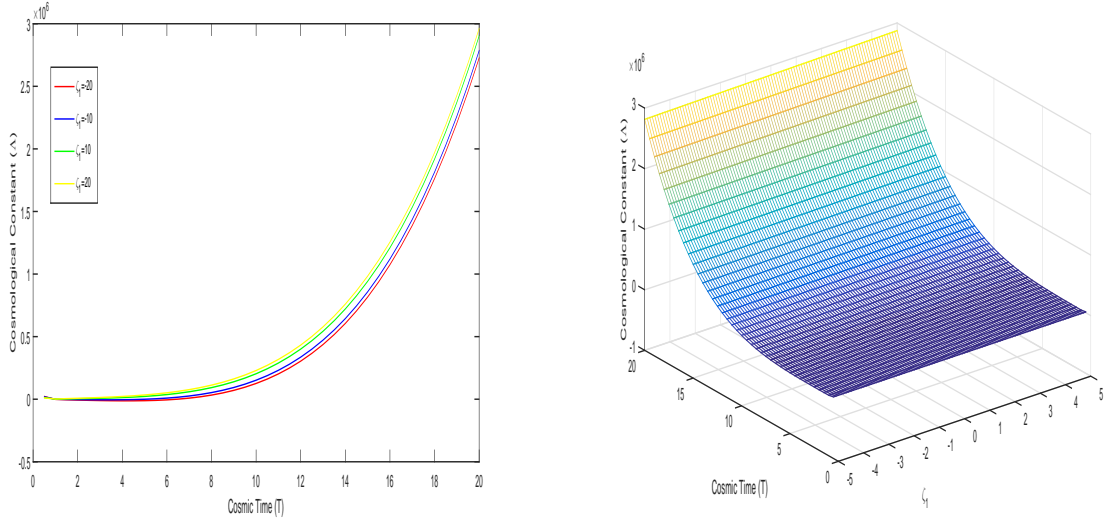 ×10⁶
3
2.5
2
1.5
1
0.5
0
-0.5
Cosmological Constant (Λ)
ζ₁=-20
ζ₁=-10
ζ₁=10
ζ₁=20
0 2 4 6 8 10 12 14 16 18 20
Cosmic Time (T)
×10⁶
3
2
1
0
-1
Cosmological Constant (Λ)
20
15
10
5
0
Cosmic Time (T)
-5 -4 -3 -2 -1 0 1 2 3 4 5
ζ₁